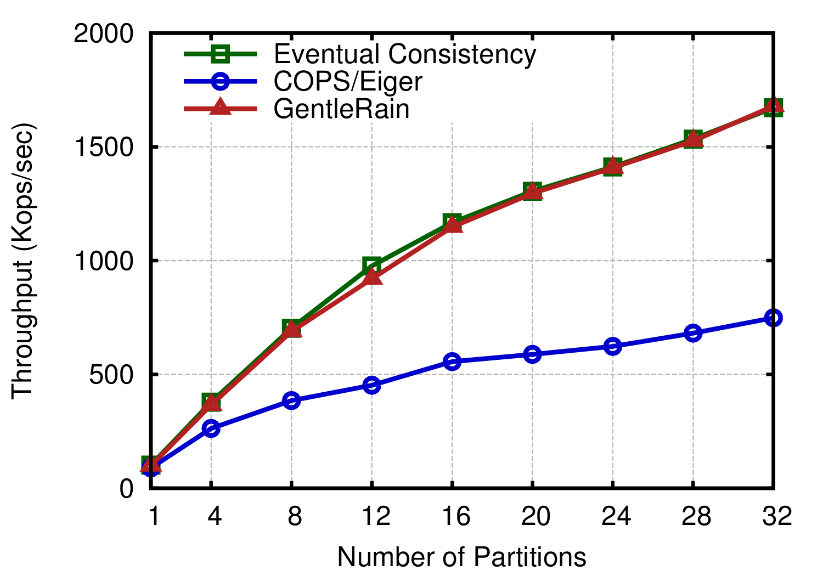 2000
1500
1000
500
0
Throughput (Kops/sec)
Eventual Consistency
COPS/Eiger
GentleRain
1 4 8 12 16 20 24 28 32
Number of Partitions